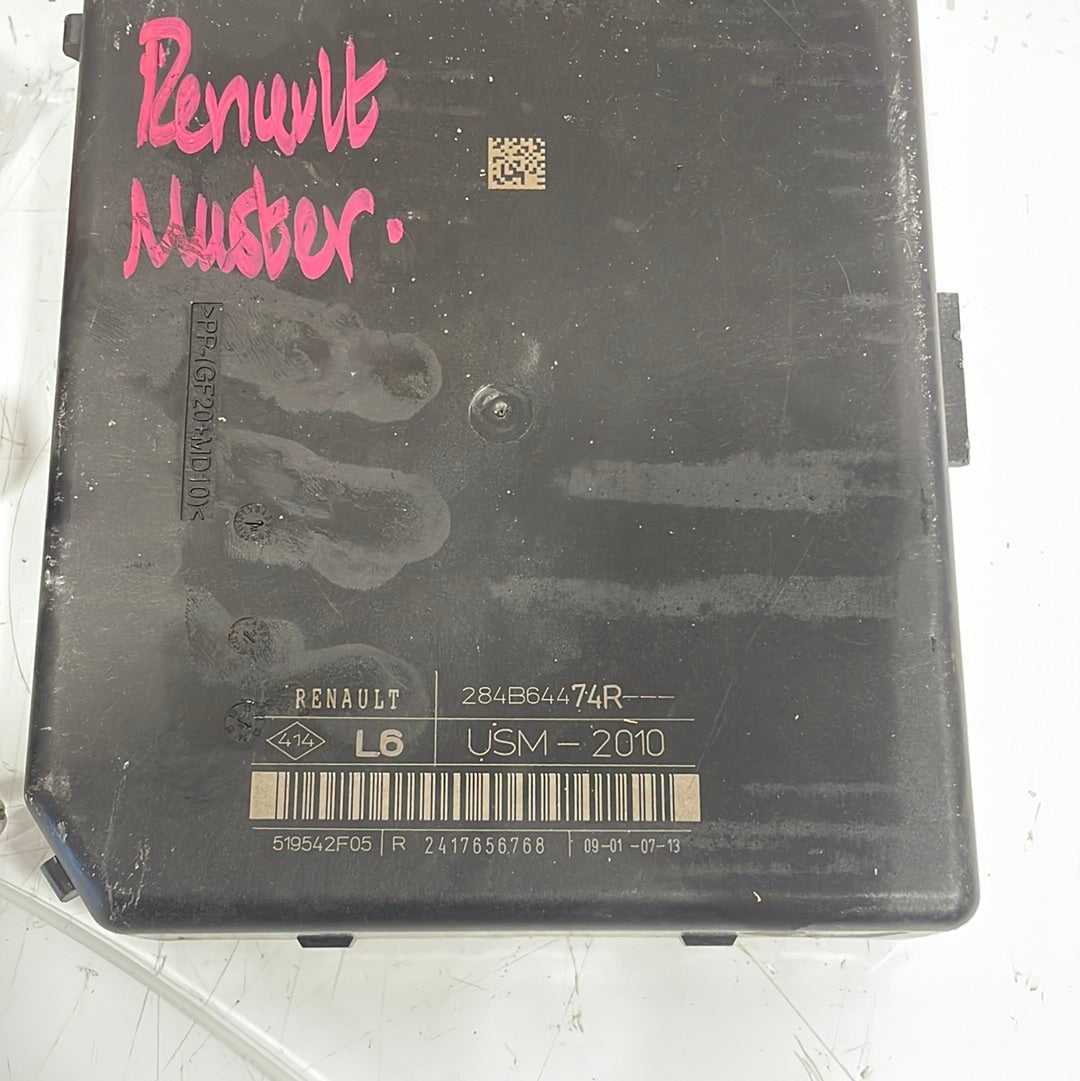 Renault
Muster.
>PP-(GF20+MD10)<
RENAULT 284B64474R---
414 L6 USM - 2010
519542F05 R 2417656768 09-01 -07-13